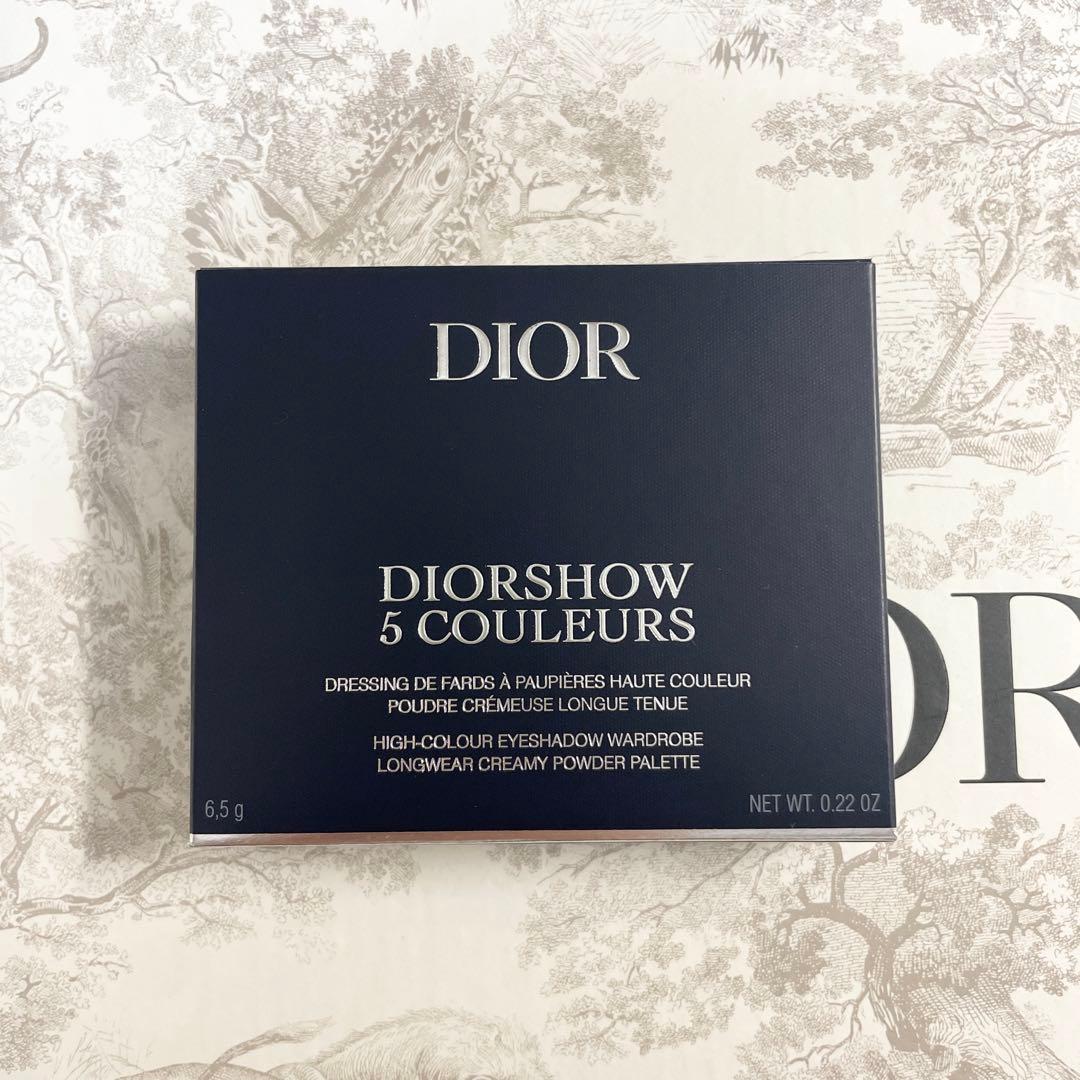 DIOR
DIORSHOW
5 COULEURS
DRESSING DE FARDS À PAUPIÈRES HAUTE COULEUR
POUDRE CRÉMEUSE LONGUE TENUE
HIGH-COLOUR EYESHADOW WARDROBE
LONGWEAR CREAMY POWDER PALETTE
6,5 g
NET WT. 0.22 OZ
OR